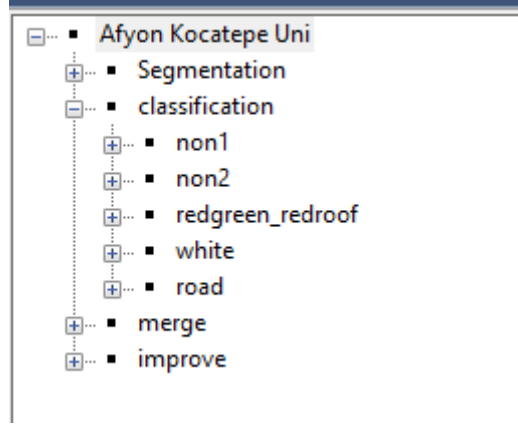 Afyon Kocatepe Uni
Segmentation
classification
non1
non2
redgreen_redroof
white
road
merge
improve